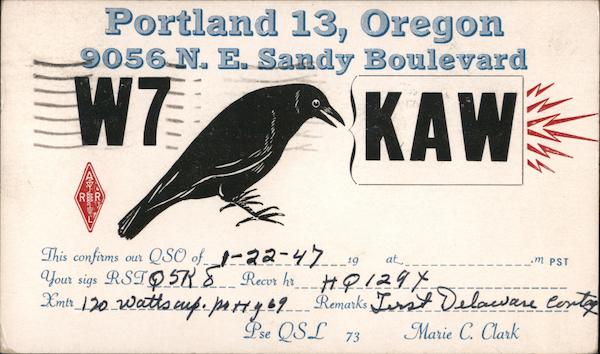 Portland 13, Oregon
9056 N. E. Sandy Boulevard
W7 KAW
A R R L
This confirms our QSO of 1-22-47 19 at .m PST
Your sigs RST Q5R8 Recvr hr HQ129X
Xmtr 120 watts Remarks First Delaware contact
Pse QSL 73 Marie C. Clark